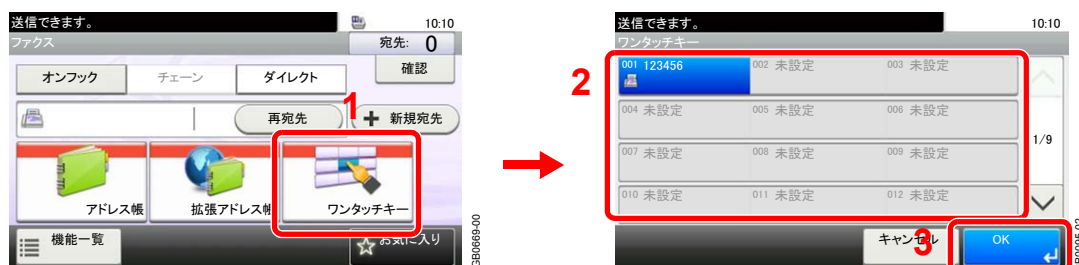 送信できます。
10:10
ファクス
宛先: 0
オンフック
チェーン
ダイレクト
確認
1
再宛先
+ 新規宛先
アドレス帳
拡張アドレス帳
ワンタッチキー
機能一覧
お気に入り
GB0669-00
送信できます。
10:10
ワンタッチキー
2
001 123456
002 未設定
003 未設定
004 未設定
005 未設定
006 未設定
1/9
007 未設定
008 未設定
009 未設定
010 未設定
011 未設定
012 未設定
キャンセル
3
OK